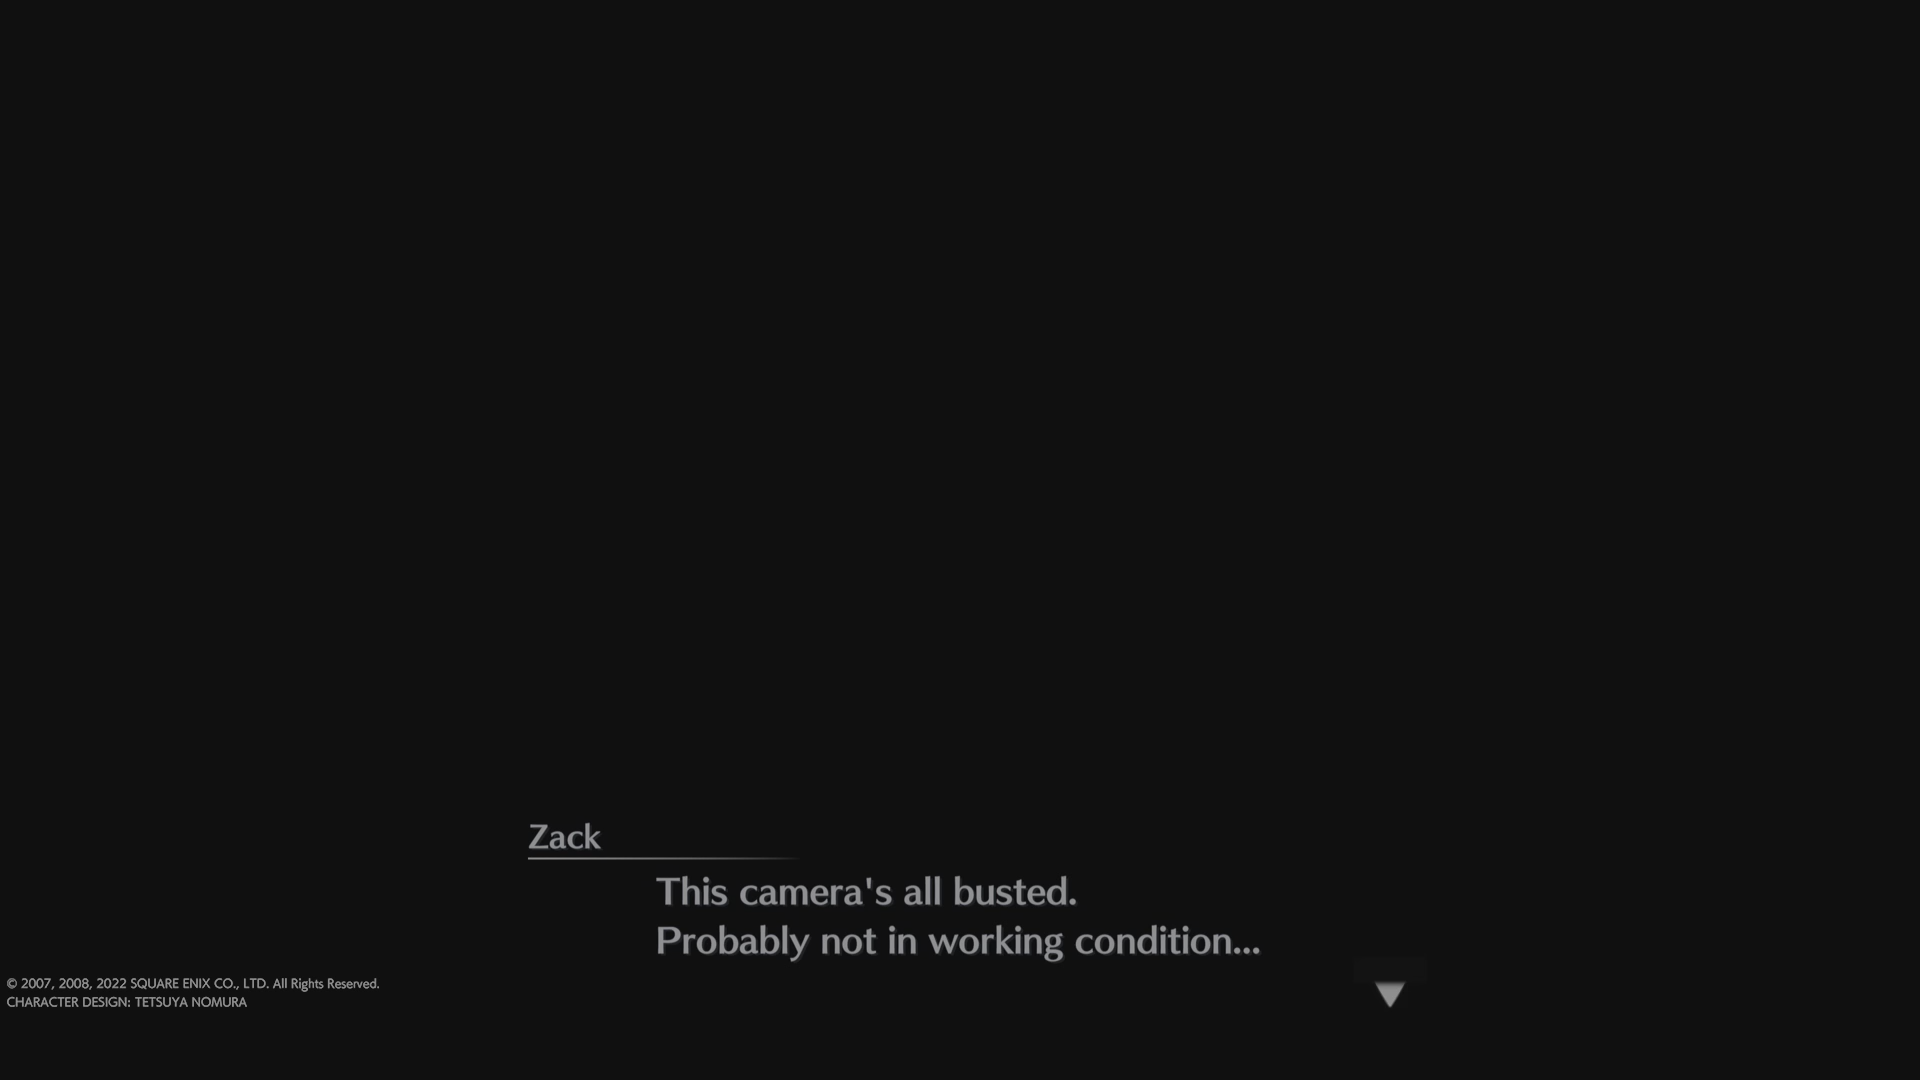 Zack
This camera's all busted.
Probably not in working condition...
© 2007, 2008, 2022 SQUARE ENIX CO., LTD. All Rights Reserved.
CHARACTER DESIGN: TETSUYA NOMURA